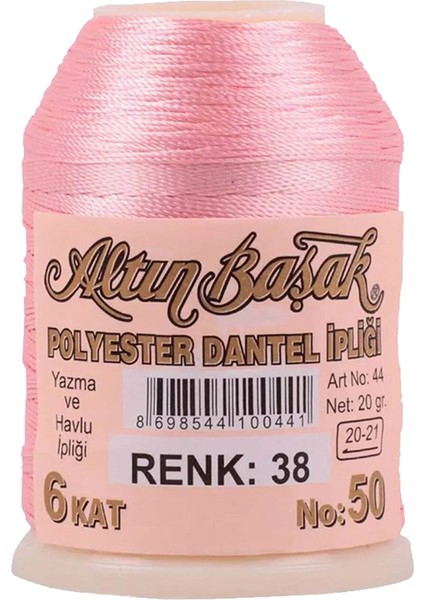 Altın Başak®
POLYESTER DANTEL İPLİĞİ
Yazma
ve
Havlu
İpliği
8 698544 100441
Art No: 44
Net: 20 gr.
20-21
RENK: 38
6 KAT
No: 50